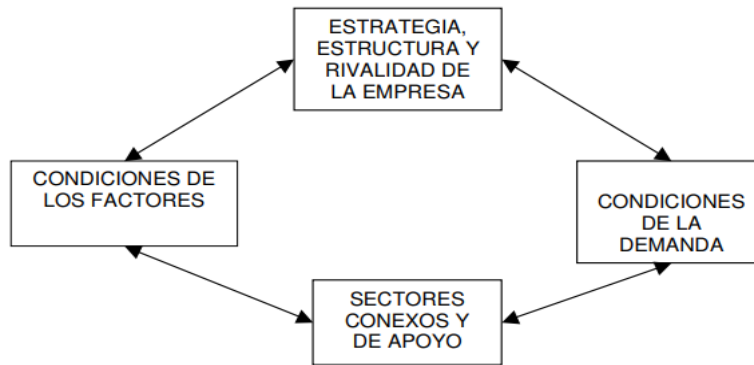 ESTRATEGIA,
ESTRUCTURA Y
RIVALIDAD DE
LA EMPRESA
CONDICIONES DE
LOS FACTORES
CONDICIONES
DE LA
DEMANDA
SECTORES
CONEXOS Y
DE APOYO